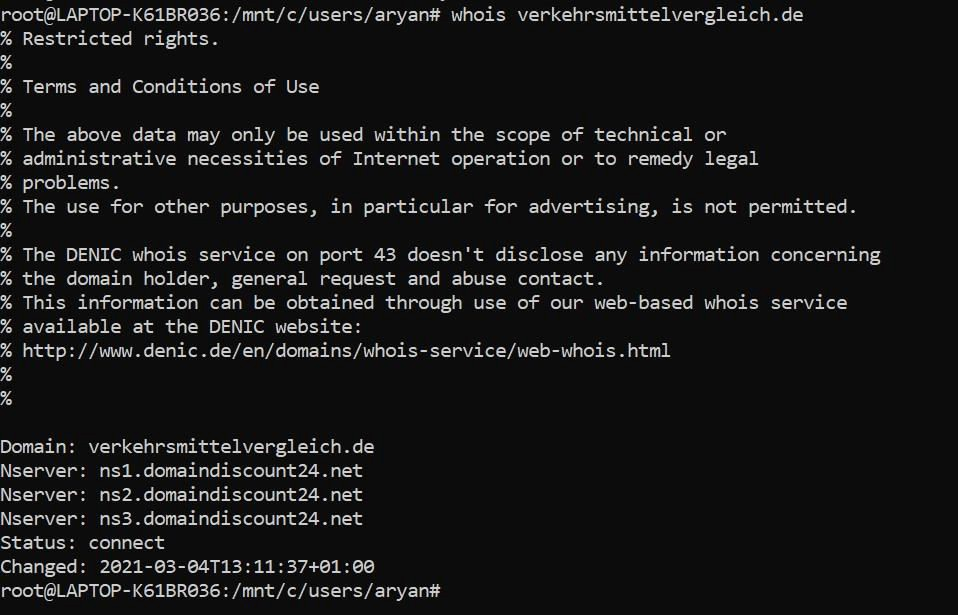 root@LAPTOP-K61BR036:/mnt/c/users/aryan# whois verkehrsmittelvergleich.de
% Restricted rights.
%
% Terms and Conditions of Use
%
% The above data may only be used within the scope of technical or
% administrative necessities of Internet operation or to remedy legal
% problems.
% The use for other purposes, in particular for advertising, is not permitted.
%
% The DENIC whois service on port 43 doesn't disclose any information concerning
% the domain holder, general request and abuse contact.
% This information can be obtained through use of our web-based whois service
% available at the DENIC website:
% http://www.denic.de/en/domains/whois-service/web-whois.html
%
%
Domain: verkehrsmittelvergleich.de
Nserver: ns1.domaindiscount24.net
Nserver: ns2.domaindiscount24.net
Nserver: ns3.domaindiscount24.net
Status: connect
Changed: 2021-03-04T13:11:37+01:00
root@LAPTOP-K61BR036:/mnt/c/users/aryan#